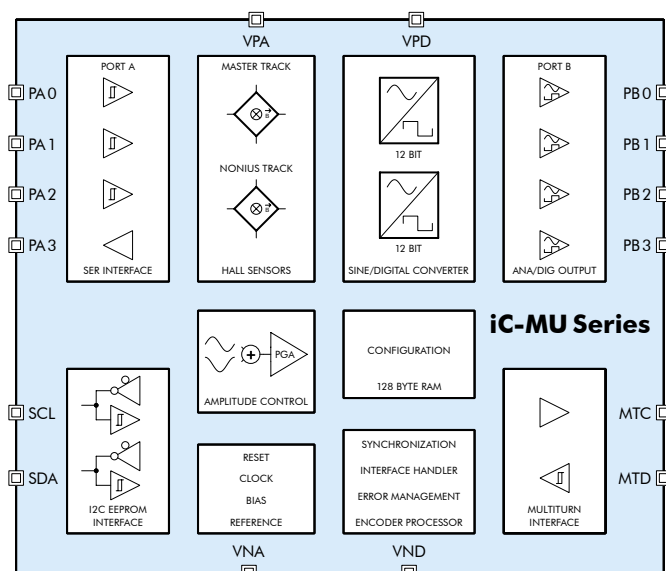 VPA
VPD
PORT A
MASTER TRACK
PORT B
PA0
PB0
PA1
12 BIT
PB1
NONIUS TRACK
PA2
PB2
PA3
12 BIT
PB3
SER INTERFACE
HALL SENSORS
SINE/DIGITAL CONVERTER
ANA/DIG OUTPUT
iC-MU Series
PGA
CONFIGURATION
128 BYTE RAM
AMPLITUDE CONTROL
SCL
MTC
SYNCHRONIZATION
RESET
INTERFACE HANDLER
SDA
CLOCK
MTD
BIAS
ERROR MANAGEMENT
I2C EEPROM
INTERFACE
REFERENCE
ENCODER PROCESSOR
MULTITURN
INTERFACE
VNA
VND